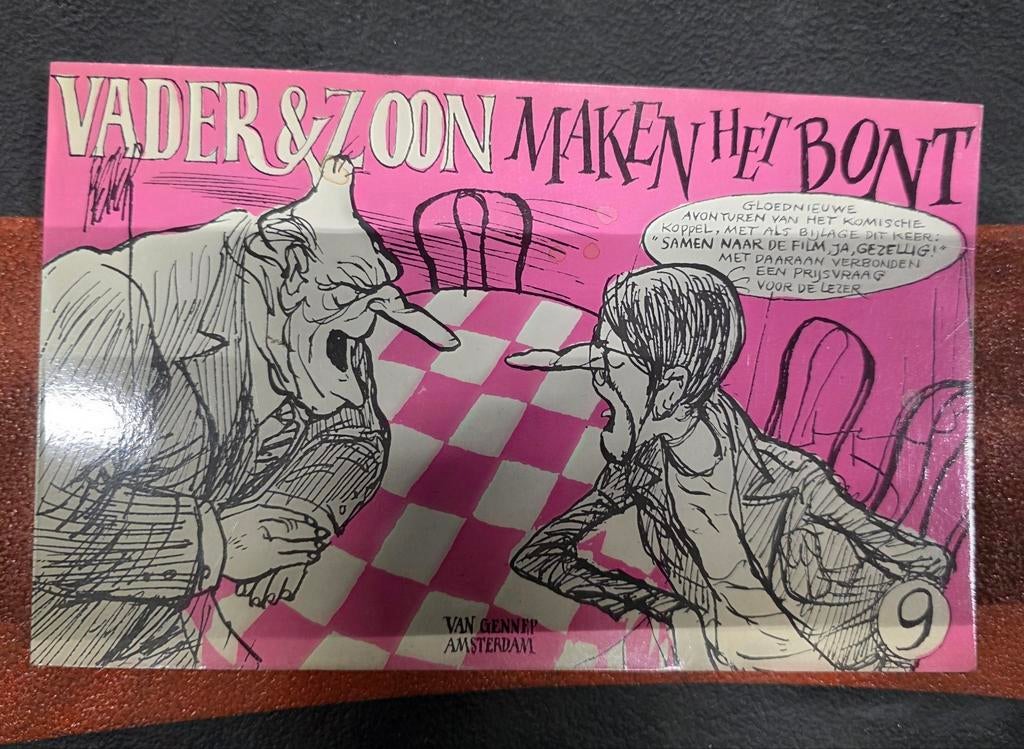 VADER & ZOON MAKEN HET BONT
GLOEDNIEUWE
AVONTUREN VAN HET KOMISCHE
KOPPEL, MET ALS BIJLAGE DIT KEER:
"SAMEN NAAR DE FILM, JA, GEZELLIG!"
MET DAARAAN VERBONDEN
EEN PRIJSVRAAG
VOOR DE LEZER
VAN GENNEP
AMSTERDAM
9